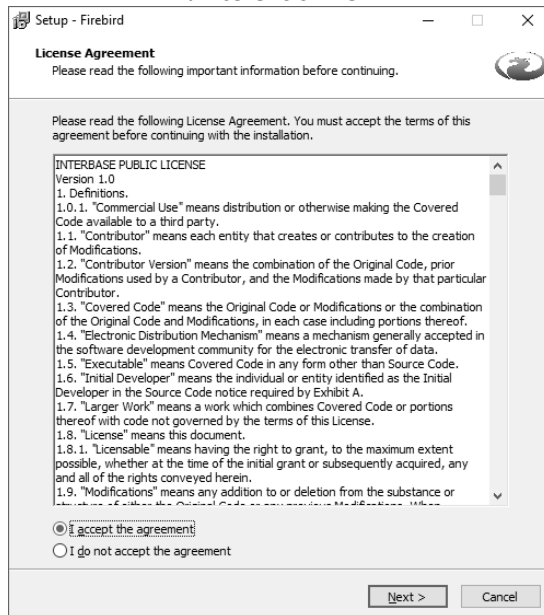 Setup - Firebird
License Agreement
Please read the following important information before continuing.
Please read the following License Agreement. You must accept the terms of this
agreement before continuing with the installation.
INTERBASE PUBLIC LICENSE
Version 1.0
1. Definitions.
1.0.1. "Commercial Use" means distribution or otherwise making the Covered
Code available to a third party.
1.1. "Contributor" means each entity that creates or contributes to the creation
of Modifications.
1.2. "Contributor Version" means the combination of the Original Code, prior
Modifications used by a Contributor, and the Modifications made by that particular
Contributor.
1.3. "Covered Code" means the Original Code or Modifications or the combination
of the Original Code and Modifications, in each case including portions thereof.
1.4. "Electronic Distribution Mechanism" means a mechanism generally accepted in
the software development community for the electronic transfer of data.
1.5. "Executable" means Covered Code in any form other than Source Code.
1.6. "Initial Developer" means the individual or entity identified as the Initial
Developer in the Source Code notice required by Exhibit A.
1.7. "Larger Work" means a work which combines Covered Code or portions
thereof with code not governed by the terms of this License.
1.8. "License" means this document.
1.8.1. "Licensable" means having the right to grant, to the maximum extent
possible, whether at the time of the initial grant or subsequently acquired, any
and all of the rights conveyed herein.
1.9. "Modifications" means any addition to or deletion from the substance or
I accept the agreement
I do not accept the agreement
Next >
Cancel